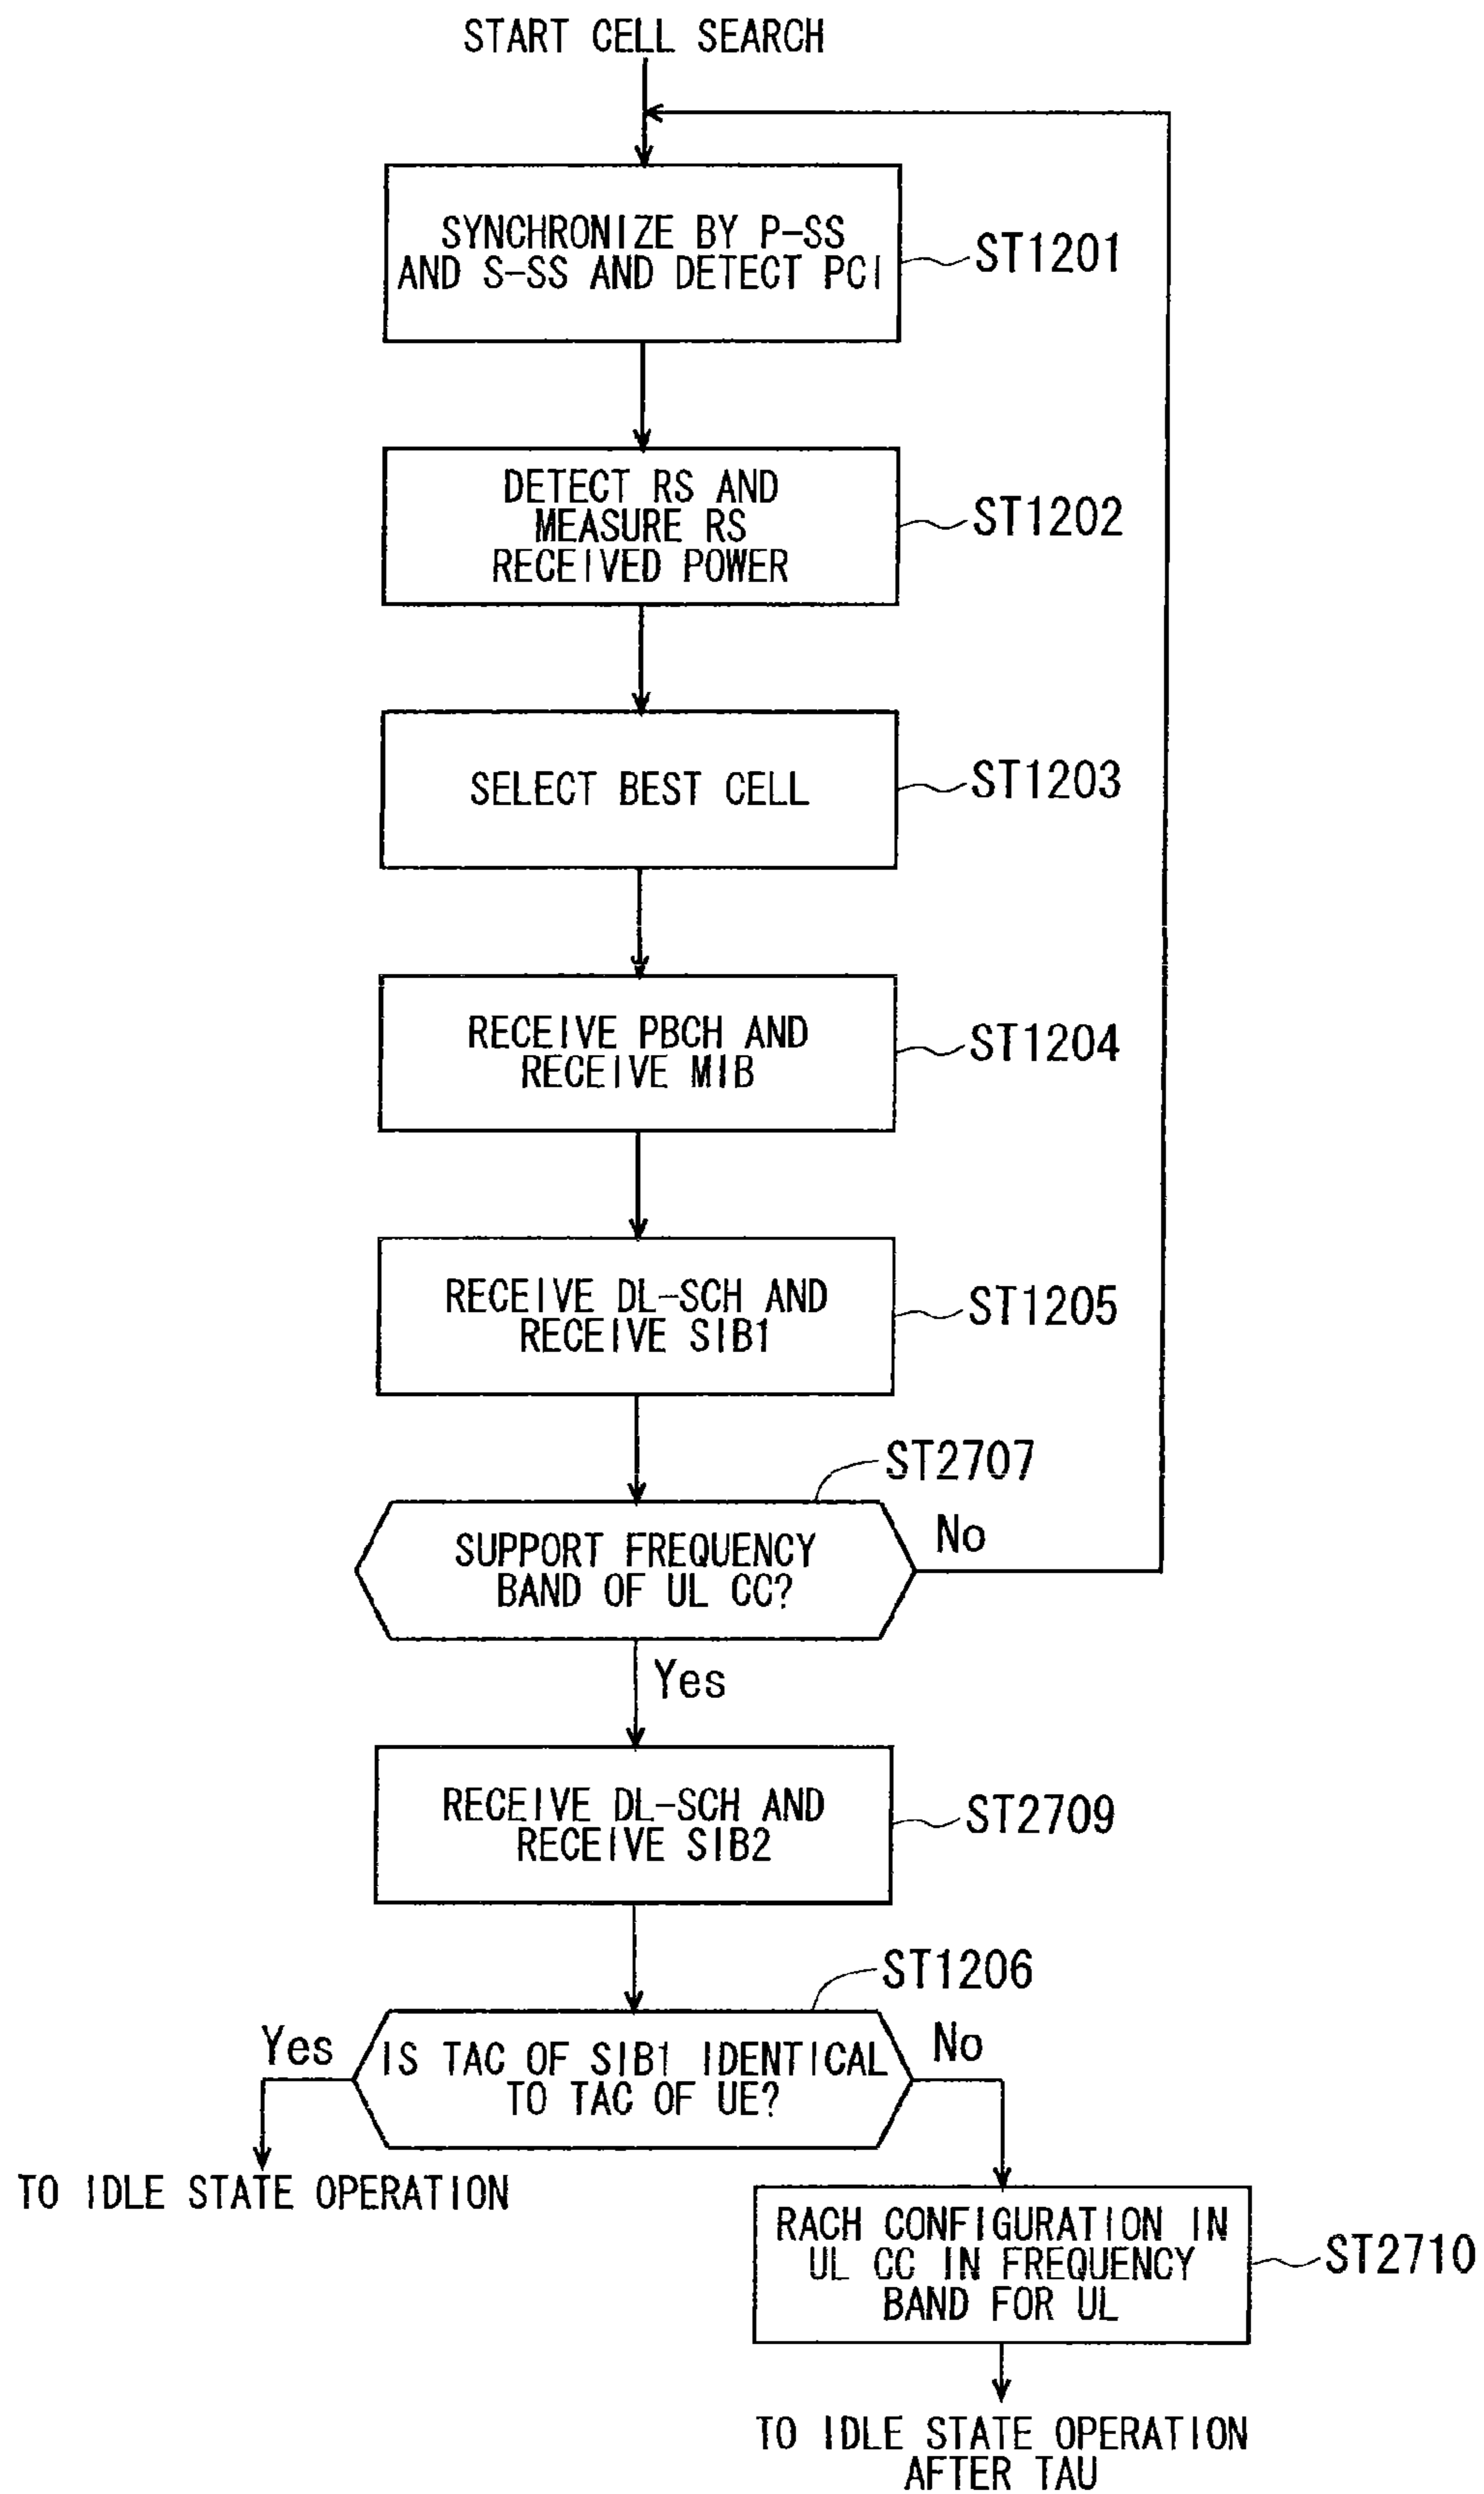 START CELL SEARCH
SYNCHRONIZE BY P-SS
AND S-SS AND DETECT PCI
ST1201
DETECT RS AND
MEASURE RS
RECEIVED POWER
ST1202
SELECT BEST CELL
ST1203
RECEIVE PBCH AND
RECEIVE MIB
ST1204
RECEIVE DL-SCH AND
RECEIVE SIB1
ST1205
ST2707
SUPPORT FREQUENCY
BAND OF UL CC?
No
Yes
RECEIVE DL-SCH AND
RECEIVE SIB2
ST2709
ST1206
IS TAC OF SIB1 IDENTICAL
TO TAC OF UE?
Yes
No
TO IDLE STATE OPERATION
RACH CONFIGURATION IN
UL CC IN FREQUENCY
BAND FOR UL
ST2710
TO IDLE STATE OPERATION
AFTER TAU